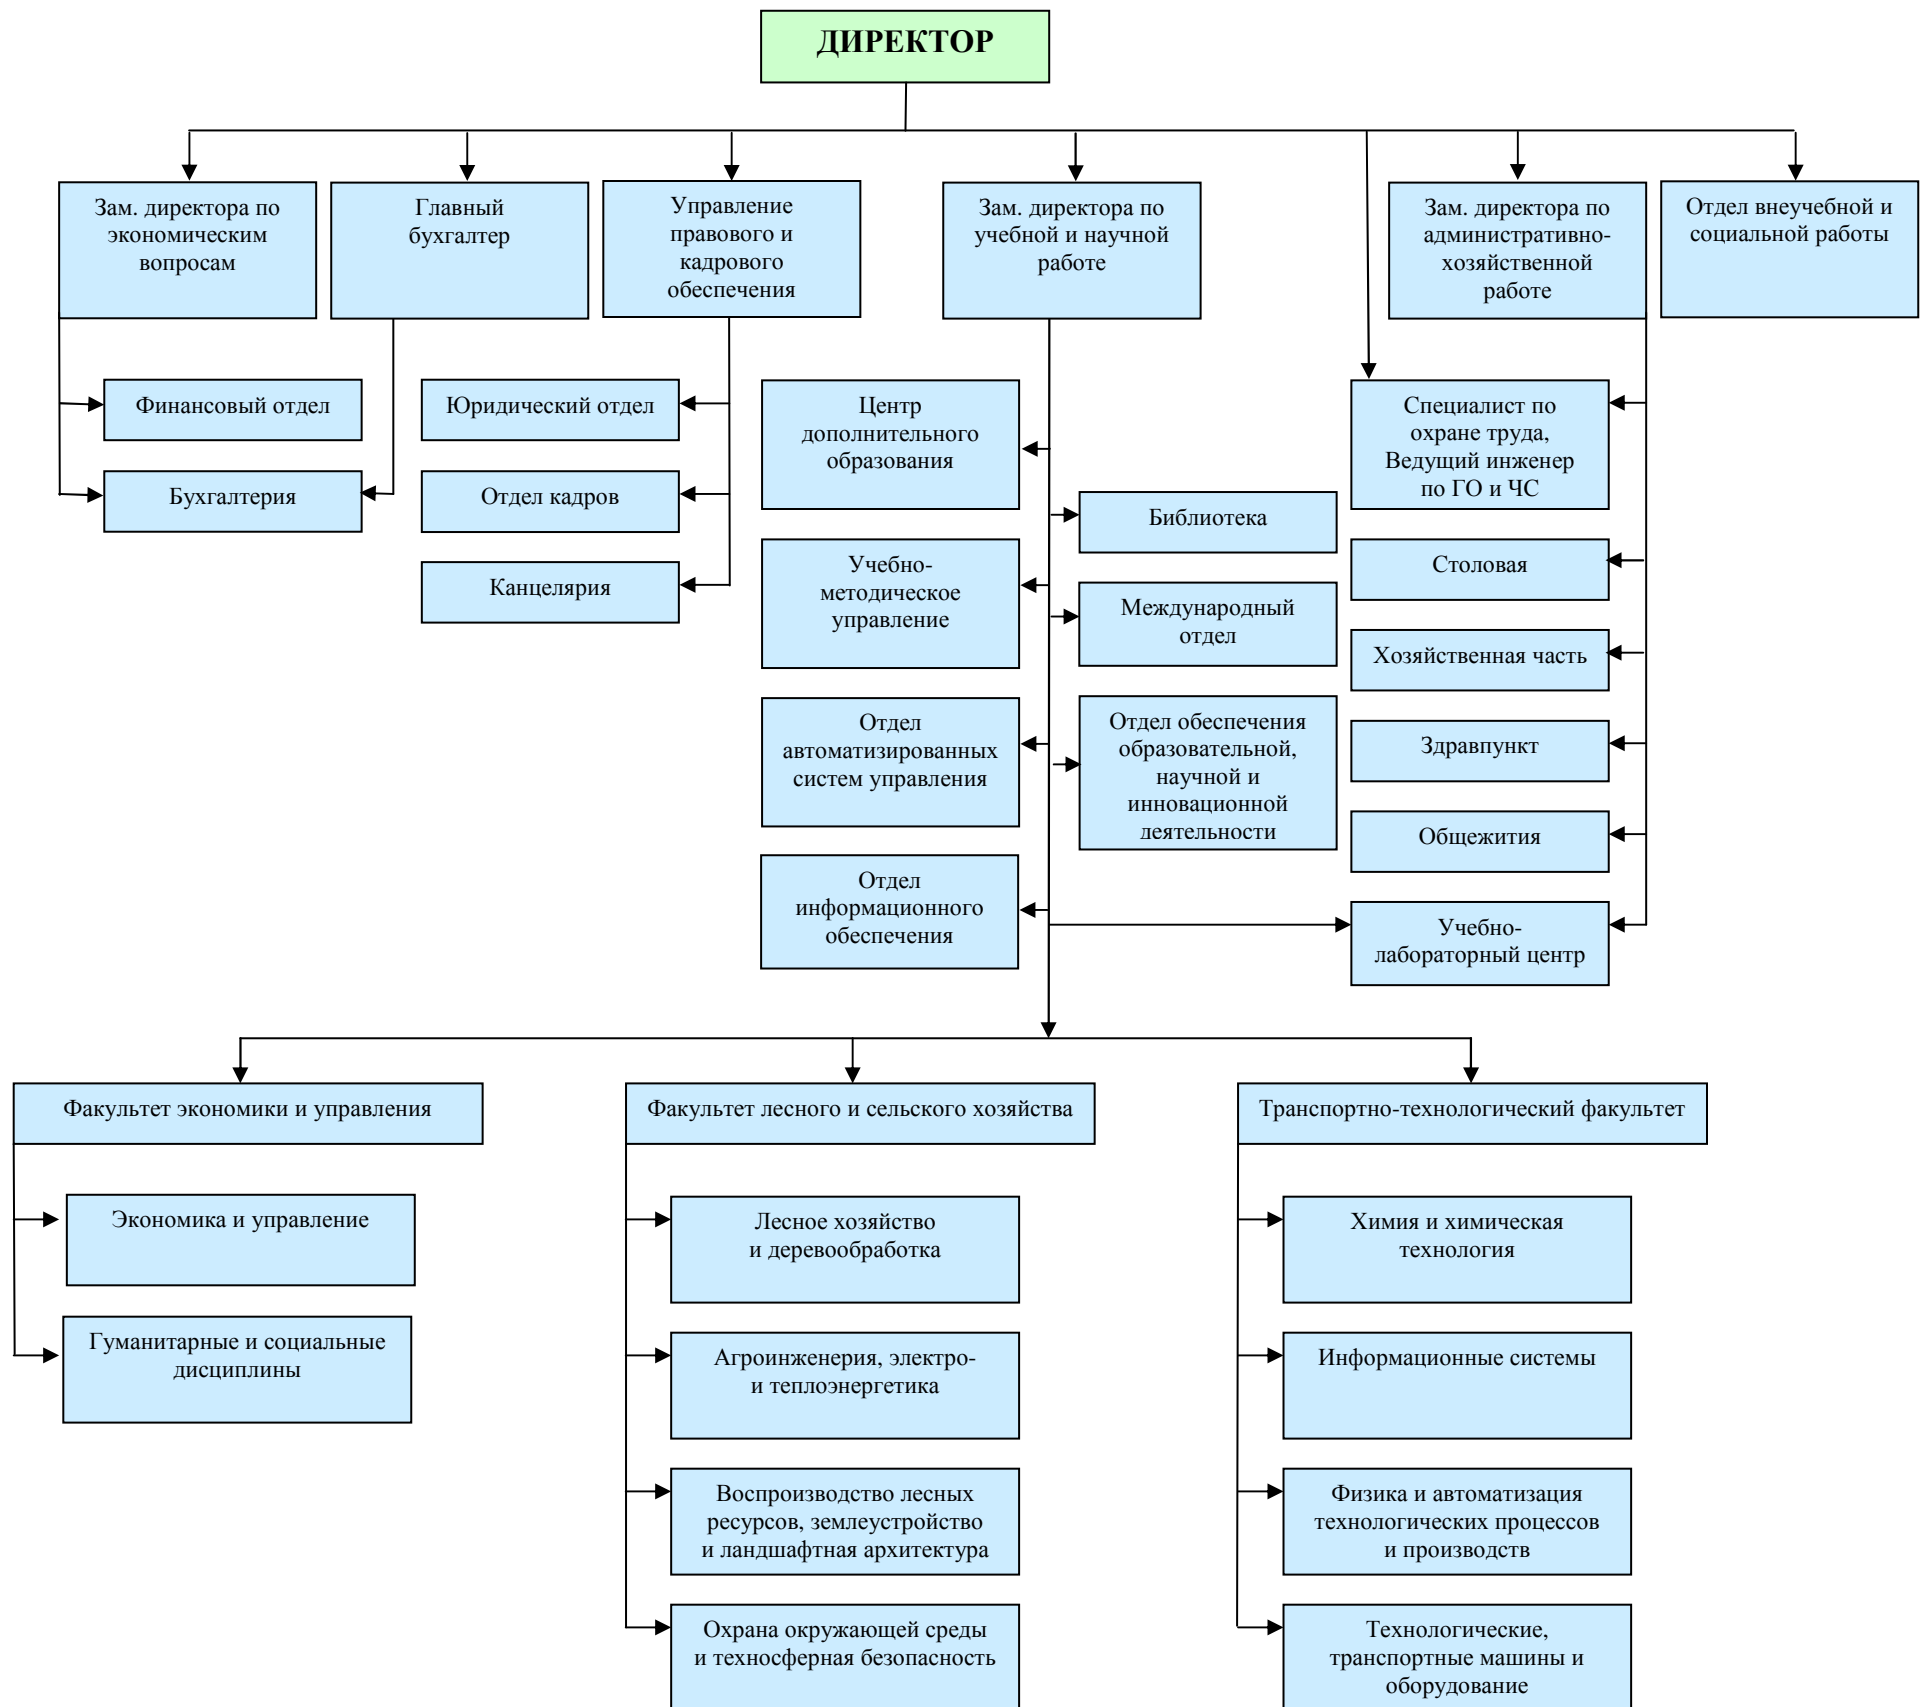 ДИРЕКТОР
Зам. директора по
экономическим
вопросам
Главный
бухгалтер
Управление
правового и
кадрового
обеспечения
Зам. директора по
учебной и научной
работе
Зам. директора по
административно-
хозяйственной
работе
Отдел внеучебной и
социальной работы
Финансовый отдел
Бухгалтерия
Юридический отдел
Отдел кадров
Канцелярия
Центр
дополнительного
образования
Учебно-
методическое
управление
Отдел
автоматизированных
систем управления
Отдел
информационного
обеспечения
Библиотека
Международный
отдел
Отдел обеспечения
образовательной,
научной и
инновационной
деятельности
Специалист по
охране труда,
Ведущий инженер
по ГО и ЧС
Столовая
Хозяйственная часть
Здравпункт
Общежития
Учебно-
лабораторный центр
Факультет экономики и управления
Экономика и управление
Гуманитарные и социальные
дисциплины
Факультет лесного и сельского хозяйства
Лесное хозяйство
и деревообработка
Агроинженерия, электро-
и теплоэнергетика
Воспроизводство лесных
ресурсов, землеустройство
и ландшафтная архитектура
Охрана окружающей среды
и техносферная безопасность
Транспортно-технологический факультет
Химия и химическая
технология
Информационные системы
Физика и автоматизация
технологических процессов
и производств
Технологические,
транспортные машины и
оборудование